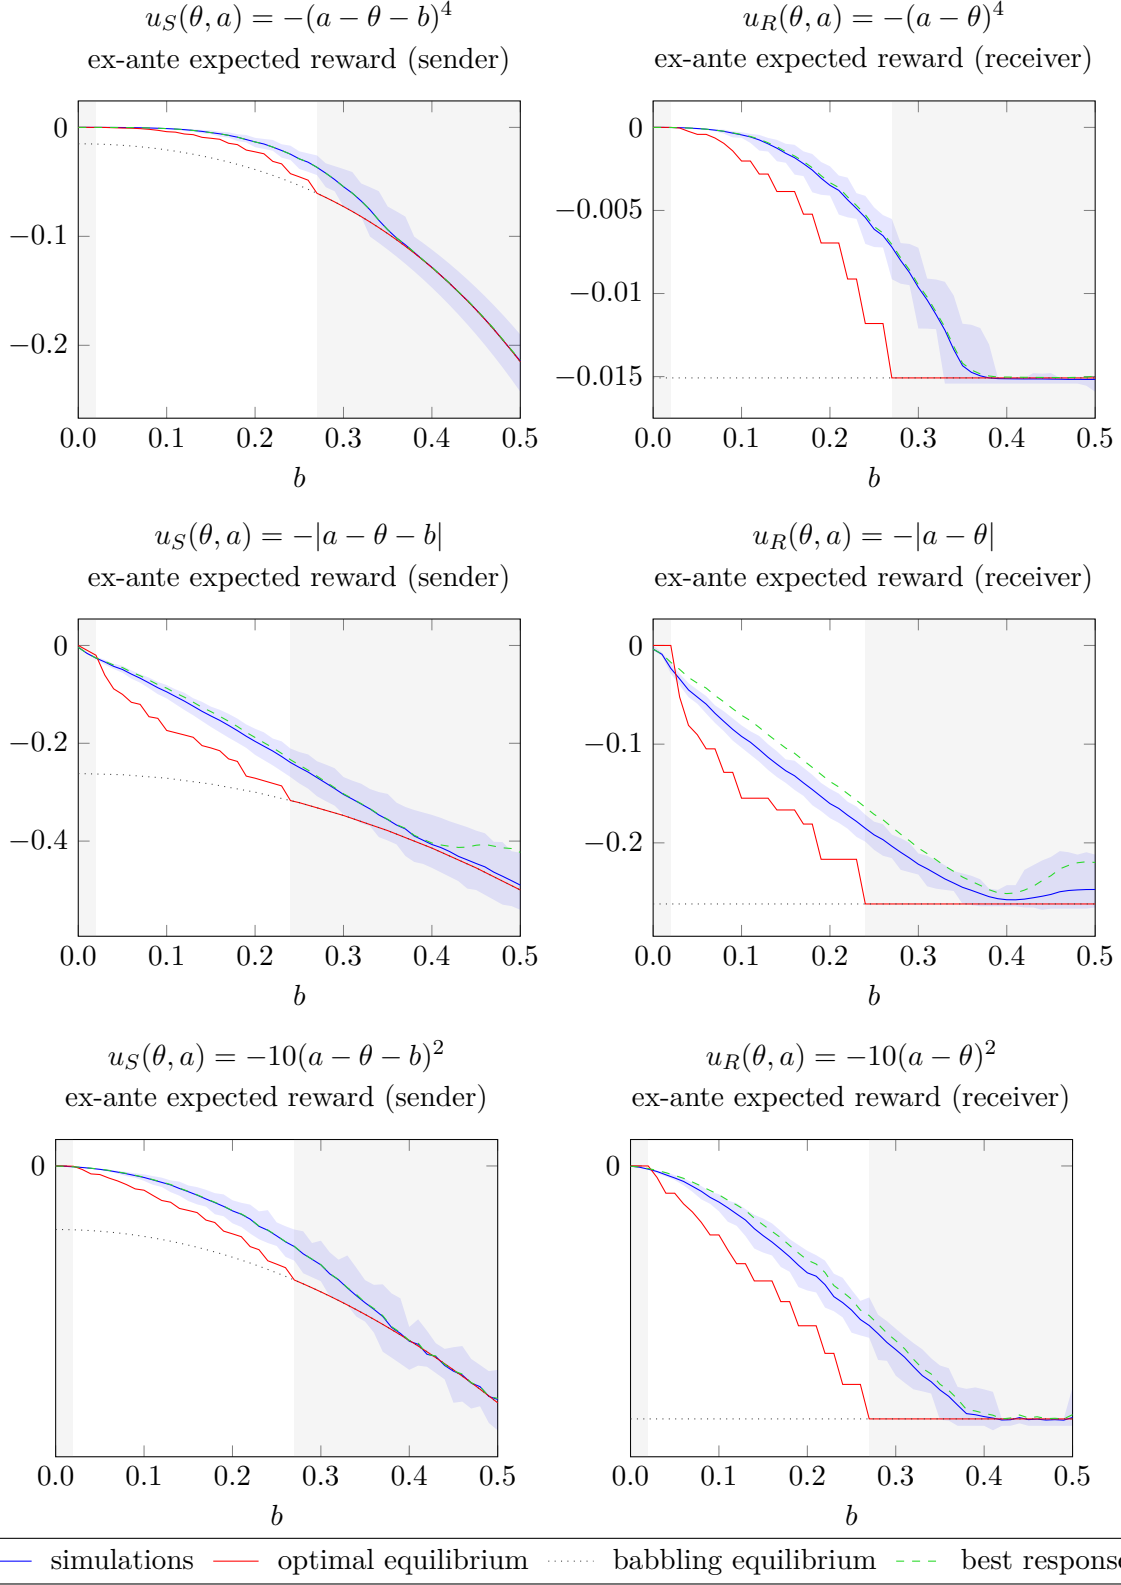 u_S(θ, a) = −(a − θ − b)^4
ex-ante expected reward (sender)
0
−0.1
−0.2
0.0 0.1 0.2 0.3 0.4 0.5
b
u_R(θ, a) = −(a − θ)^4
ex-ante expected reward (receiver)
0
−0.005
−0.01
−0.015
0.0 0.1 0.2 0.3 0.4 0.5
b
u_S(θ, a) = −|a − θ − b|
ex-ante expected reward (sender)
0
−0.2
−0.4
0.0 0.1 0.2 0.3 0.4 0.5
b
u_R(θ, a) = −|a − θ|
ex-ante expected reward (receiver)
0
−0.1
−0.2
0.0 0.1 0.2 0.3 0.4 0.5
b
u_S(θ, a) = −10(a − θ − b)^2
ex-ante expected reward (sender)
0
0.0 0.1 0.2 0.3 0.4 0.5
b
u_R(θ, a) = −10(a − θ)^2
ex-ante expected reward (receiver)
0
0.0 0.1 0.2 0.3 0.4 0.5
b
simulations optimal equilibrium babbling equilibrium best response